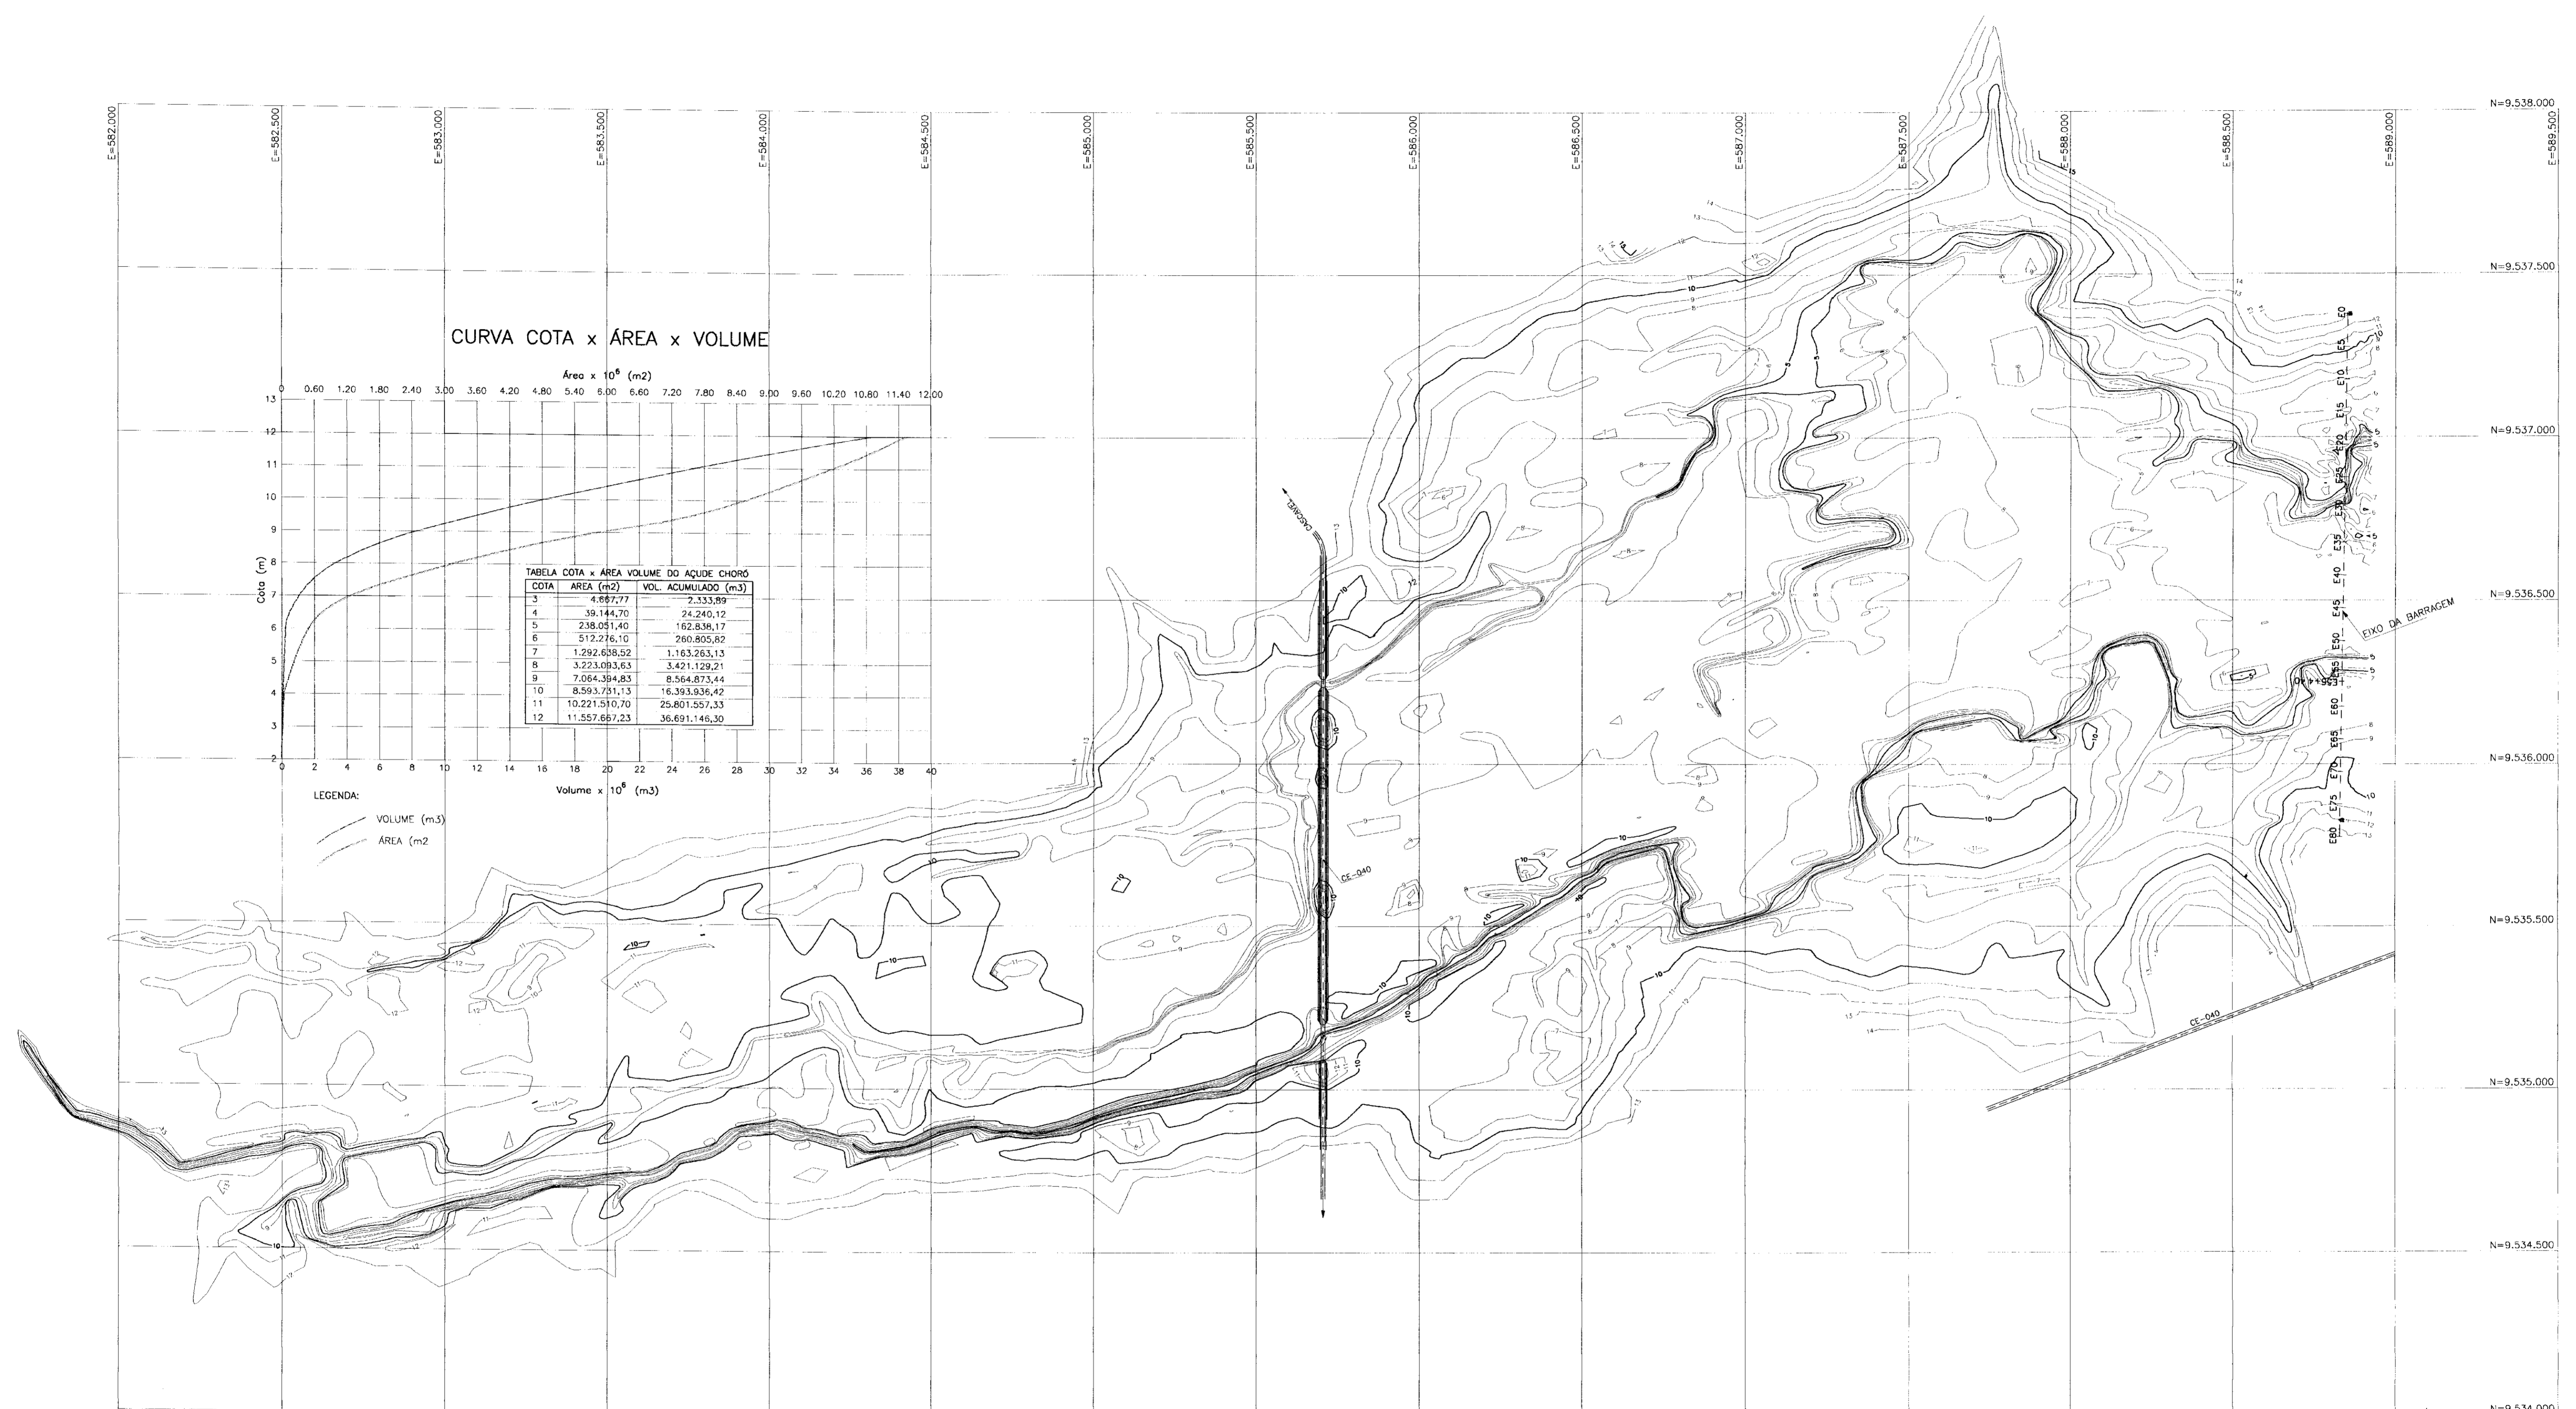 E=582.000
E=582.500
E=583.000
E=583.500
E=584.000
E=584.500
E=585.000
E=585.500
E=586.000
E=586.500
E=587.000
E=587.500
E=588.000
E=588.500
E=589.000
E=589.500
N=9.538.000
N=9.537.500
N=9.537.000
N=9.536.500
N=9.536.000
N=9.535.500
N=9.535.000
N=9.534.500
N=9.534.000
CURVA COTA x ÁREA x VOLUME
Área x 10⁶ (m2)
0 0.60 1.20 1.80 2.40 3.00 3.60 4.20 4.80 5.40 6.00 6.60 7.20 7.80 8.40 9.00 9.60 10.20 10.80 11.40 12.00
13
12
11
10
9
8
7
6
5
4
3
2
Cota (m)
TABELA COTA x ÁREA VOLUME DO AÇUDE CHORÓ
COTA AREA (m2) VOL. ACUMULADO (m3)
3 4.667,77 2.333,89
4 39.144,70 24.240,12
5 238.051,40 162.838,17
6 512.276,10 260.805,82
7 1.292.638,52 1.163.263,13
8 3.223.093,63 3.421.129,21
9 7.064.394,83 8.564.873,44
10 8.593.731,13 16.393.936,42
11 10.221.510,70 25.801.557,33
12 11.557.667,23 36.691.146,30
0 2 4 6 8 10 12 14 16 18 20 22 24 26 28 30 32 34 36 38 40
Volume x 10⁶ (m3)
LEGENDA:
VOLUME (m3)
ÁREA (m2
CASCAVEL
CE-040
CE-040
EIXO DA BARRAGEM
E0
E5
E10
E15
E20
E25
E30
E35
E40
E45
E50
E55
E60
E65
E70
E75
E80